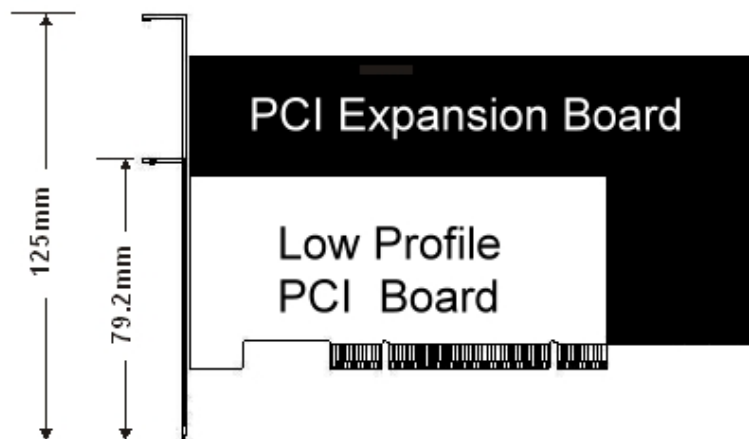 PCI Expansion Board
Low Profile
PCI Board
125mm
79.2mm